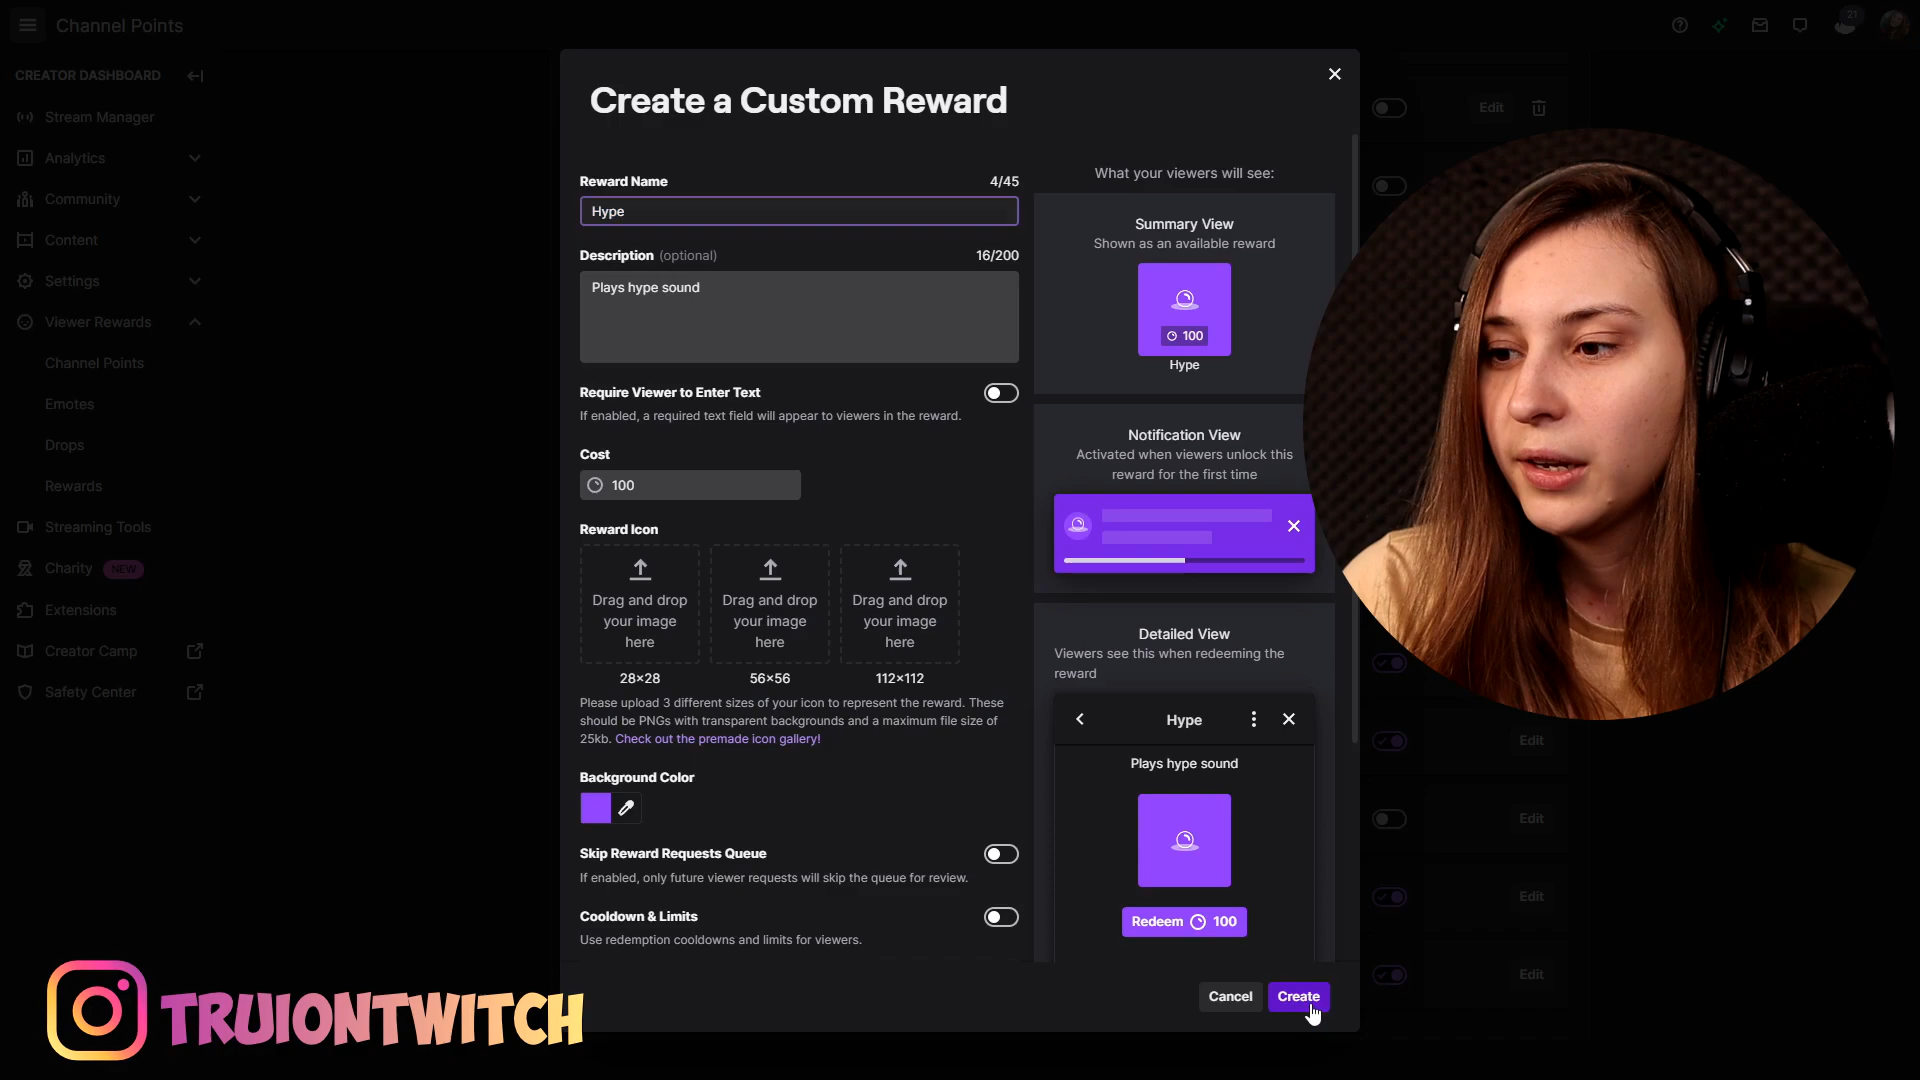 Channel Points
21
CREATOR DASHBOARD
Stream Manager
Analytics
Community
Content
Settings
Viewer Rewards
Channel Points
Emotes
Drops
Rewards
Streaming Tools
Charity NEW
Extensions
Creator Camp
Safety Center
Create a Custom Reward
Reward Name 4/45
Hype
Description (optional) 16/200
Plays hype sound
Require Viewer to Enter Text
If enabled, a required text field will appear to viewers in the reward.
Cost
100
Reward Icon
Drag and drop
your image
here
28×28
Drag and drop
your image
here
56×56
Drag and drop
your image
here
112×112
Please upload 3 different sizes of your icon to represent the reward. These
should be PNGs with transparent backgrounds and a maximum file size of
25kb. Check out the premade icon gallery!
Background Color
Skip Reward Requests Queue
If enabled, only future viewer requests will skip the queue for review.
Cooldown & Limits
Use redemption cooldowns and limits for viewers.
What your viewers will see:
Summary View
Shown as an available reward
100
Hype
Notification View
Activated when viewers unlock this
reward for the first time
Detailed View
Viewers see this when redeeming the
reward
Hype
Plays hype sound
Redeem 100
Cancel
Create
Edit
Edit
Edit
Edit
Edit
TRUIONTWITCH